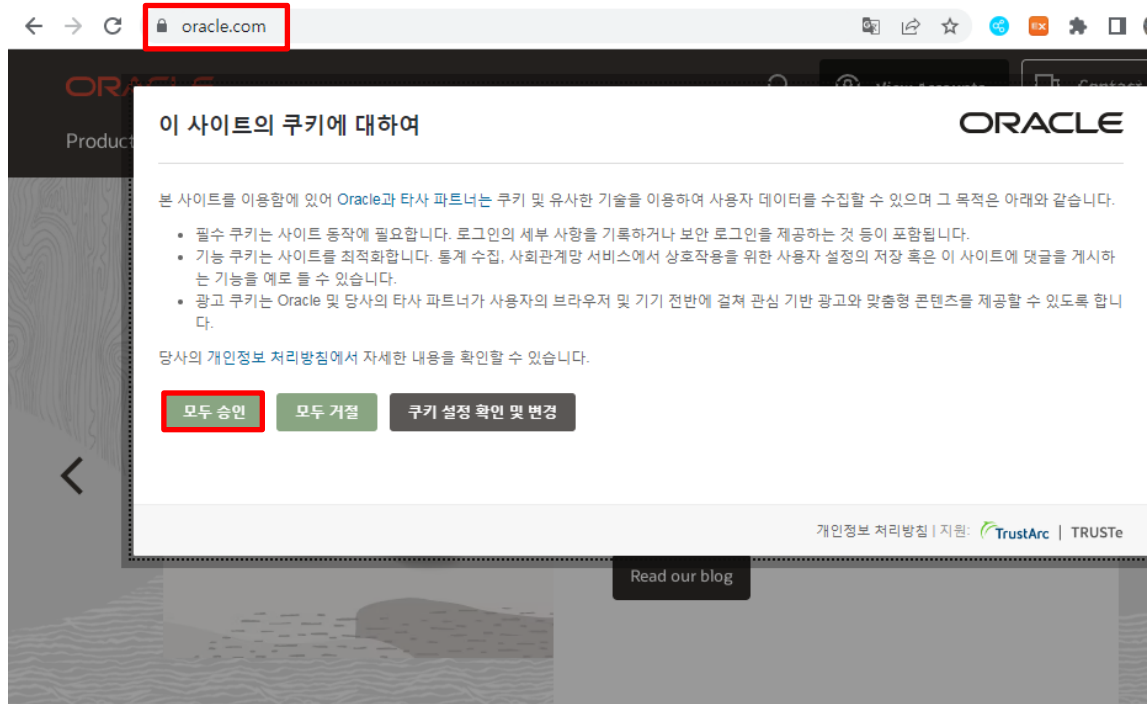 oracle.com
ORACLE
View Accounts
Contact
Product
이 사이트의 쿠키에 대하여
ORACLE
본 사이트를 이용함에 있어 Oracle과 타사 파트너는 쿠키 및 유사한 기술을 이용하여 사용자 데이터를 수집할 수 있으며 그 목적은 아래와 같습니다.
• 필수 쿠키는 사이트 동작에 필요합니다. 로그인의 세부 사항을 기록하거나 보안 로그인을 제공하는 것 등이 포함됩니다.
• 기능 쿠키는 사이트를 최적화합니다. 통계 수집, 사회관계망 서비스에서 상호작용을 위한 사용자 설정의 저장 혹은 이 사이트에 댓글을 게시하
는 기능을 예로 들 수 있습니다.
• 광고 쿠키는 Oracle 및 당사의 타사 파트너가 사용자의 브라우저 및 기기 전반에 걸쳐 관심 기반 광고와 맞춤형 콘텐츠를 제공할 수 있도록 합니
다.
당사의 개인정보 처리방침에서 자세한 내용을 확인할 수 있습니다.
모두 승인
모두 거절
쿠키 설정 확인 및 변경
개인정보 처리방침 | 지원: TrustArc | TRUSTe
Read our blog